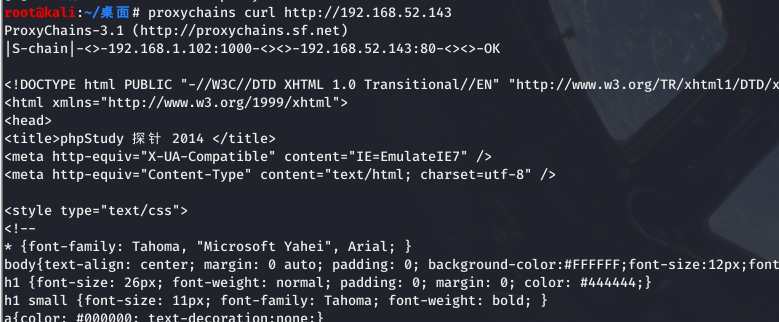 root@kali:~/桌面# proxychains curl http://192.168.52.143
ProxyChains-3.1 (http://proxychains.sf.net)
|S-chain|-<>-192.168.1.102:1000-<><>-192.168.52.143:80-<><>-OK
<!DOCTYPE html PUBLIC "-//W3C//DTD XHTML 1.0 Transitional//EN" "http://www.w3.org/TR/xhtml1/DTD/x
<html xmlns="http://www.w3.org/1999/xhtml">
<head>
<title>phpStudy 探针 2014 </title>
<meta http-equiv="X-UA-Compatible" content="IE=EmulateIE7" />
<meta http-equiv="Content-Type" content="text/html; charset=utf-8" />
<style type="text/css">
<!--
* {font-family: Tahoma, "Microsoft Yahei", Arial; }
body{text-align: center; margin: 0 auto; padding: 0; background-color:#FFFFFF;font-size:12px;font
h1 {font-size: 26px; font-weight: normal; padding: 0; margin: 0; color: #444444;}
h1 small {font-size: 11px; font-family: Tahoma; font-weight: bold; }
a{color: #000000; text-decoration:none;}